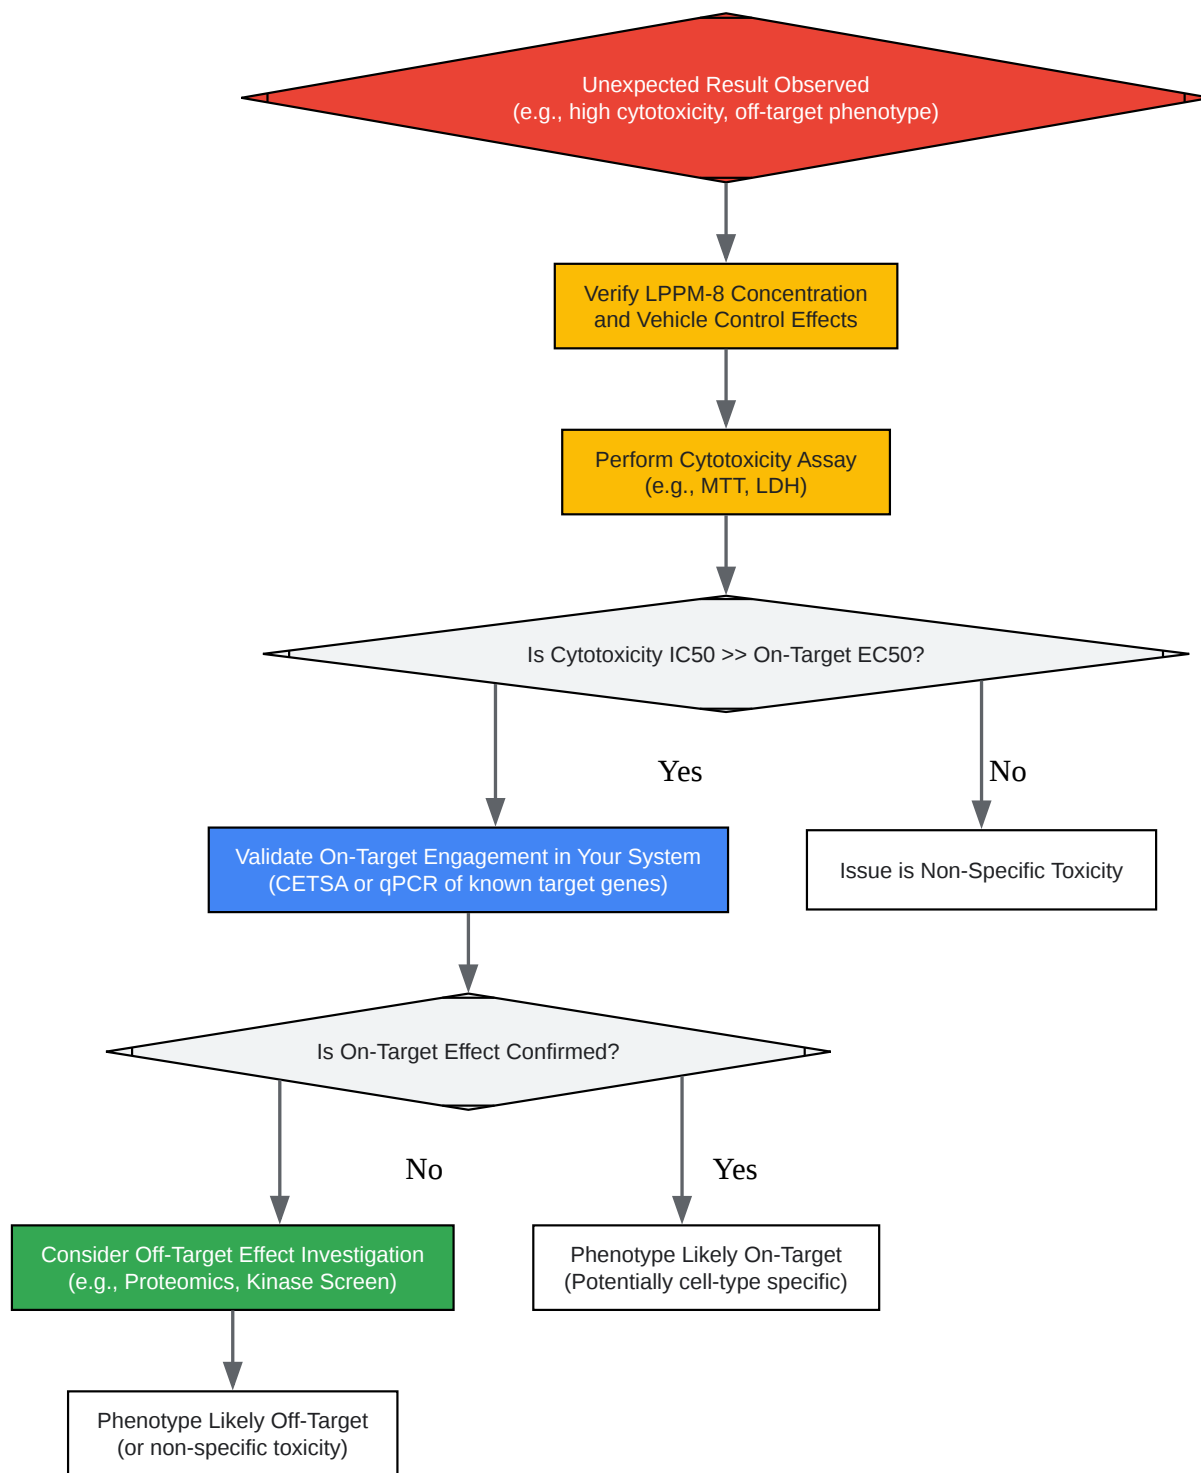 Unexpected Result Observed
(e.g., high cytotoxicity, off-target phenotype)
Verify LPPM-8 Concentration
and Vehicle Control Effects
Perform Cytotoxicity Assay
(e.g., MTT, LDH)
Is Cytotoxicity IC50 >> On-Target EC50?
Yes
No
Validate On-Target Engagement in Your System
(CETSA or qPCR of known target genes)
Issue is Non-Specific Toxicity
Is On-Target Effect Confirmed?
No
Yes
Consider Off-Target Effect Investigation
(e.g., Proteomics, Kinase Screen)
Phenotype Likely On-Target
(Potentially cell-type specific)
Phenotype Likely Off-Target
(or non-specific toxicity)